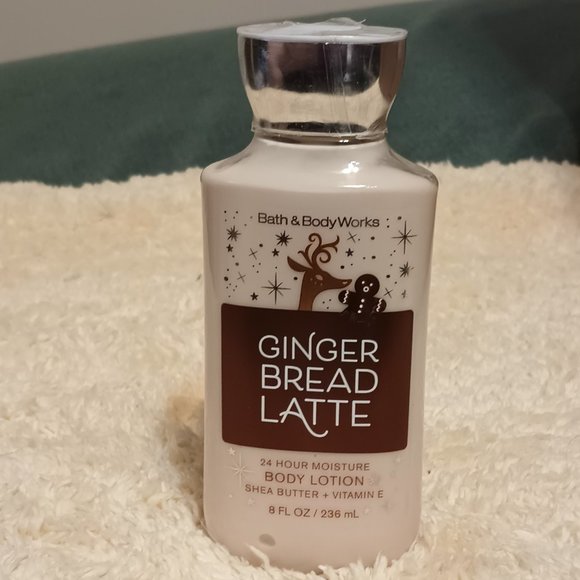 Bath & Body Works
GINGER
BREAD
LATTE
24 HOUR MOISTURE
BODY LOTION
SHEA BUTTER + VITAMIN E
8 FL OZ / 236 mL